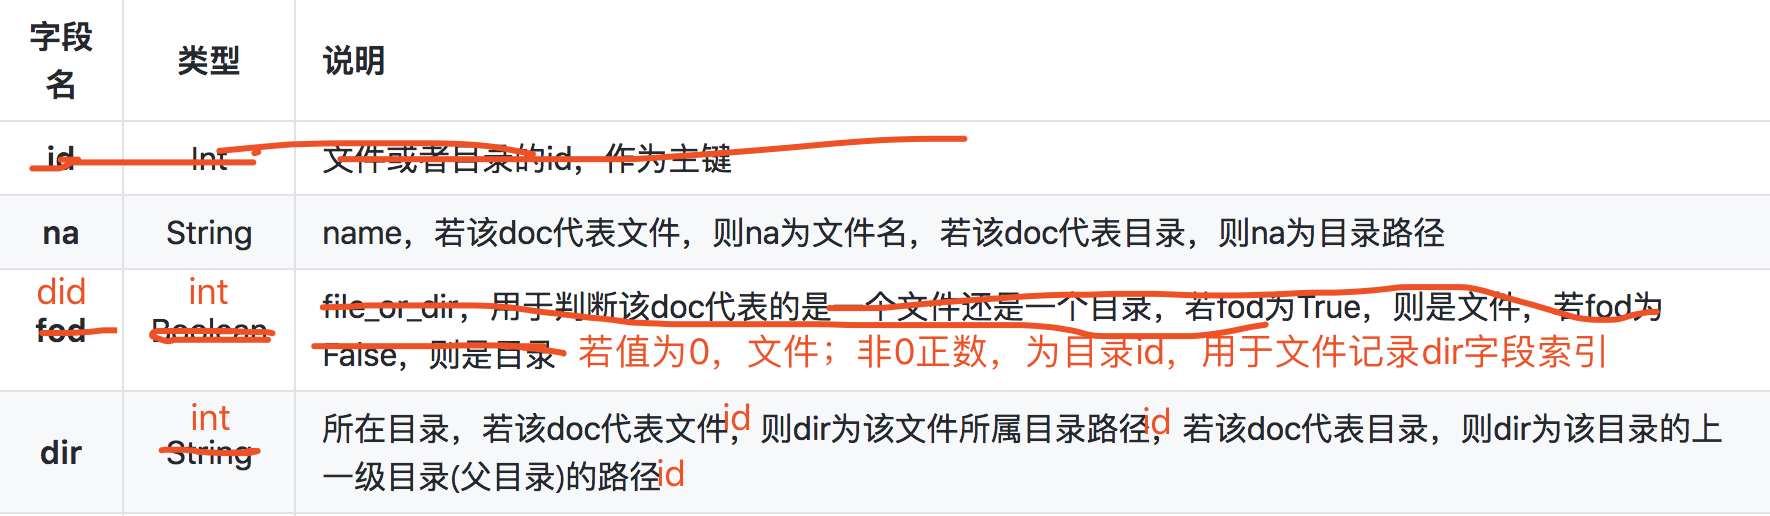 字段
名
类型
说明
id
Int
文件或者目录的id，作为主键
na
String
name，若该doc代表文件，则na为文件名，若该doc代表目录，则na为目录路径
did
fod
int
Boolean
file_or_dir，用于判断该doc代表的是一个文件还是一个目录，若fod为True，则是文件，若fod为
False，则是目录 若值为0，文件；非0正数，为目录id，用于文件记录dir字段索引
dir
int
String
所在目录，若该doc代表文件id，则dir为该文件所属目录路径id，若该doc代表目录，则dir为该目录的上
一级目录(父目录)的路径id